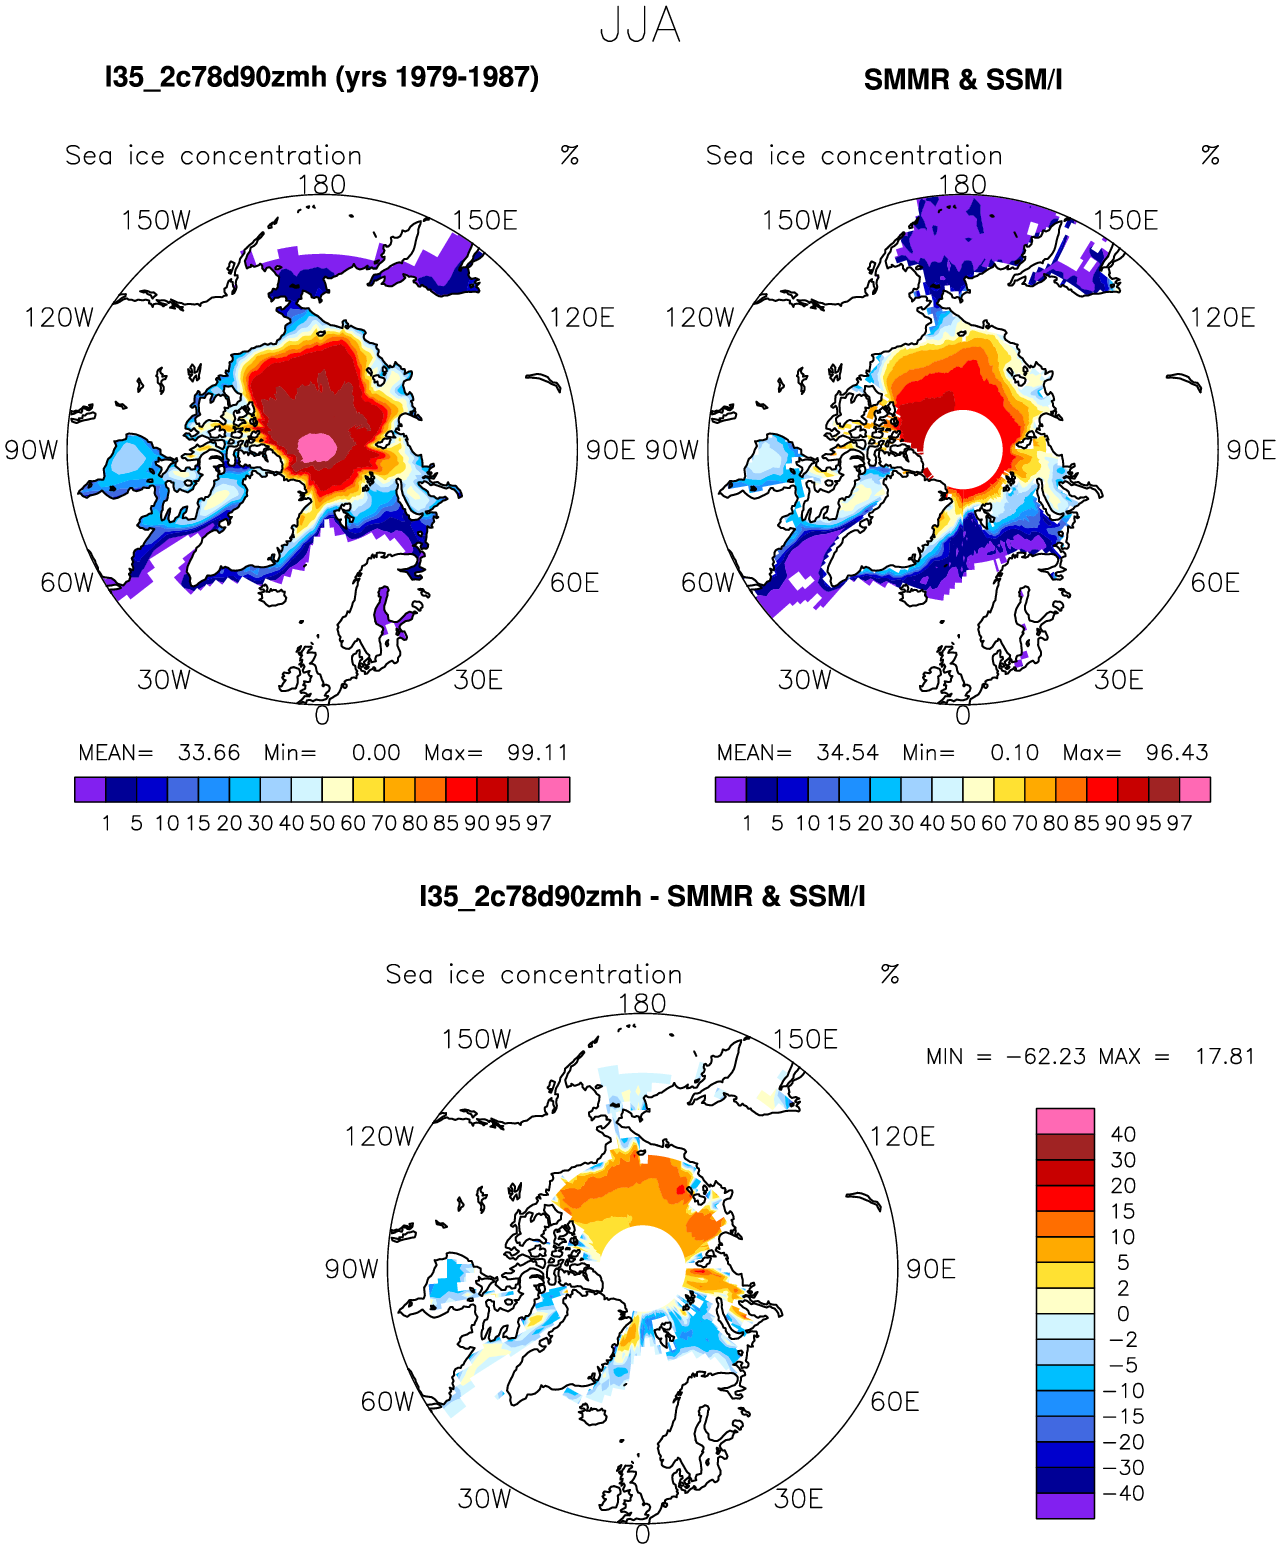 JJA
I35_2c78d90zmh (yrs 1979-1987)
SMMR & SSM/I
Sea ice concentration %
Sea ice concentration %
180
150W 150E
120W 120E
90W 90E
60W 60E
30W 30E
0
180
150W 150E
120W 120E
90W 90E
60W 60E
30W 30E
0
MEAN= 33.66 Min= 0.00 Max= 99.11
1 5 10 15 20 30 40 50 60 70 80 85 90 95 97
MEAN= 34.54 Min= 0.10 Max= 96.43
1 5 10 15 20 30 40 50 60 70 80 85 90 95 97
I35_2c78d90zmh - SMMR & SSM/I
Sea ice concentration %
180
150W 150E
120W 120E
90W 90E
60W 60E
30W 30E
0
MIN = −62.23 MAX = 17.81
40
30
20
15
10
5
2
0
−2
−5
−10
−15
−20
−30
−40